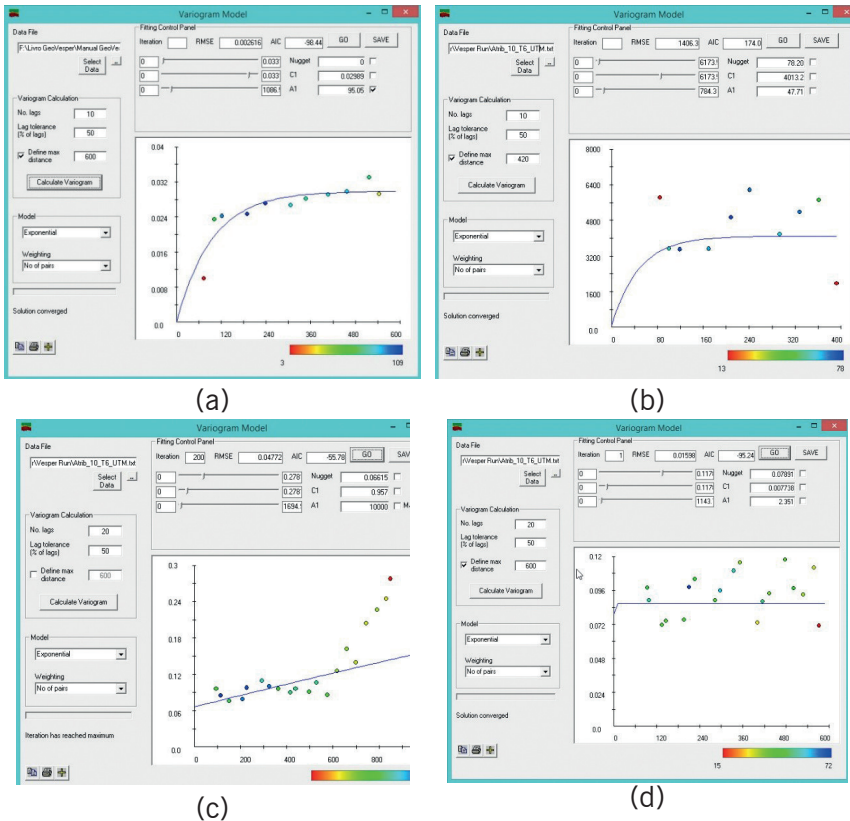 Variogram Model
Data File
F:\Livro GeoVesper\Manual GeoVe
Select Data ..
Fitting Control Panel
Iteration RMSE 0.002616 AIC -98.44 GO SAVE
0 0.033 Nugget 0
0 0.033 C1 0.02989
0 1086.5 A1 95.05
Variogram Calculation
No. lags 10
Lag tolerance (% of lags) 50
Define max distance 600
Calculate Variogram
Model
Exponential
Weighting
No of pairs
Solution converged
0.04
0.032
0.024
0.016
0.008
0.0
0 120 240 360 480 600
3 109
(a)
Variogram Model
Data File
r\Vesper Run\Atrib_10_T6_UTM.txt
Select Data ..
Fitting Control Panel
Iteration RMSE 1406.3 AIC 174.0 GO SAVE
0 6173.5 Nugget 78.20
0 6173.5 C1 4013.2
0 784.3 A1 47.71
Variogram Calculation
No. lags 10
Lag tolerance (% of lags) 50
Define max distance 420
Calculate Variogram
Model
Exponential
Weighting
No of pairs
Solution converged
8000
6400
4800
3200
1600
0.0
0 80 160 240 320 400
13 78
(b)
Variogram Model
Data File
r\Vesper Run\Atrib_10_T6_UTM.txt
Select Data ..
Fitting Control Panel
Iteration 200 RMSE 0.04772 AIC -55.78 GO SAV
0 0.278 Nugget 0.06615
0 0.278 C1 0.957
0 1694.9 A1 10000 MA
Variogram Calculation
No. lags 20
Lag tolerance (% of lags) 50
Define max distance 600
Calculate Variogram
Model
Exponential
Weighting
No of pairs
Iteration has reached maximum
0.3
0.24
0.18
0.12
0.06
0.0
0 200 400 600 800
(c)
Variogram Model
Data File
r\Vesper Run\Atrib_10_T6_UTM.txt
Select Data ..
Fitting Control Panel
Iteration 1 RMSE 0.01598 AIC -95.24 GO SAVE
0 0.117 Nugget 0.07891
0 0.117 C1 0.007738
0 1143. A1 2.351
Variogram Calculation
No. lags 20
Lag tolerance (% of lags) 50
Define max distance 600
Calculate Variogram
Model
Exponential
Weighting
No of pairs
Solution converged
0.12
0.096
0.072
0.048
0.024
0.0
0 120 240 360 480 600
15 72
(d)